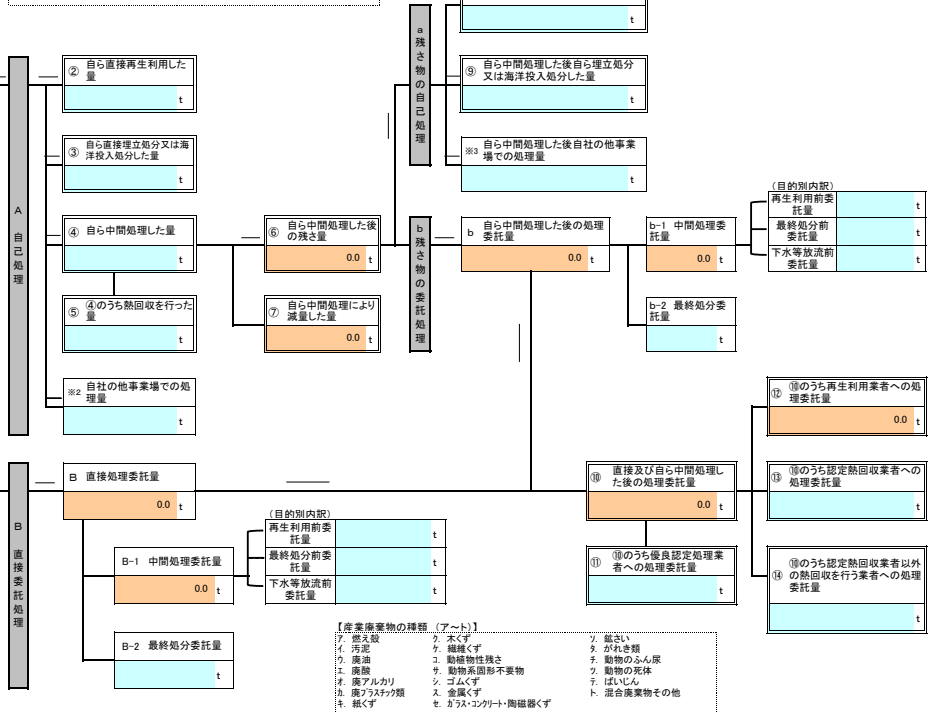 t
a 残さ物の自己処理
② 自ら直接再生利用した
量
t
⑨ 自ら中間処理した後自ら埋立処分
又は海洋投入処分した量
t
③ 自ら直接埋立処分又は海
洋投入処分した量
t
※3 自ら中間処理した後自社の他事業
場での処理量
t
A 自己処理
④ 自ら中間処理した量
t
⑥ 自ら中間処理した後
の残さ量
0.0 t
b 残さ物の委託処理
b 自ら中間処理した後の処理
委託量
0.0 t
b-1 中間処理委
託量
0.0 t
(目的別内訳)
再生利用前委
託量
t
最終処分前
委託量
t
下水等放流前
委託量
t
⑤ ④のうち熱回収を行った
量
t
⑦ 自ら中間処理により
減量した量
0.0 t
b-2 最終処分委
託量
t
※2 自社の他事業場での処
理量
t
⑫ ⑩のうち再生利用業者への処
理委託量
0.0 t
B 直接委託処理
B 直接処理委託量
0.0 t
⑩ 直接及び自ら中間処理し
た後の処理委託量
0.0 t
⑬ ⑩のうち認定熱回収業者への
処理委託量
t
(目的別内訳)
再生利用前委
託量
t
最終処分前委
託量
t
下水等放流前
委託量
t
B-1 中間処理委託量
0.0 t
⑪ ⑩のうち優良認定処理業
者への処理委託量
t
⑭ ⑩のうち認定熱回収業者以外
の熱回収を行う業者への処理
委託量
t
B-2 最終処分委託量
t
【産業廃棄物の種類 (ア～ト)】
ア. 燃え殻 ク. 木くず ソ. 鉱さい
イ. 汚泥 ケ. 繊維くず タ. がれき類
ウ. 廃油 コ. 動植物性残さ チ. 動物のふん尿
エ. 廃酸 サ. 動物系固形不要物 ツ. 動物の死体
オ. 廃アルカリ シ. ゴムくず テ. ばいじん
カ. 廃プラスチック類 ス. 金属くず ト. 混合廃棄物その他
キ. 紙くず セ. ガラス・コンクリート・陶磁器くず